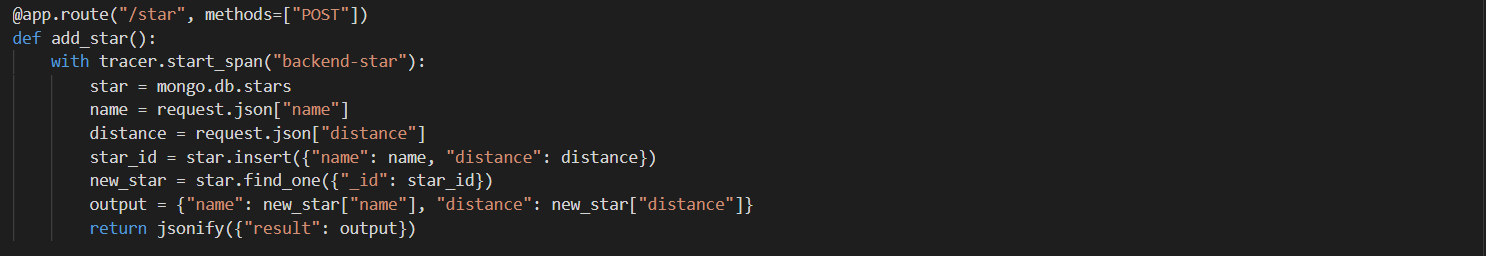 @app.route("/star", methods=["POST"])
def add_star():
    with tracer.start_span("backend-star"):
        star = mongo.db.stars
        name = request.json["name"]
        distance = request.json["distance"]
        star_id = star.insert({"name": name, "distance": distance})
        new_star = star.find_one({"_id": star_id})
        output = {"name": new_star["name"], "distance": new_star["distance"]}
        return jsonify({"result": output})